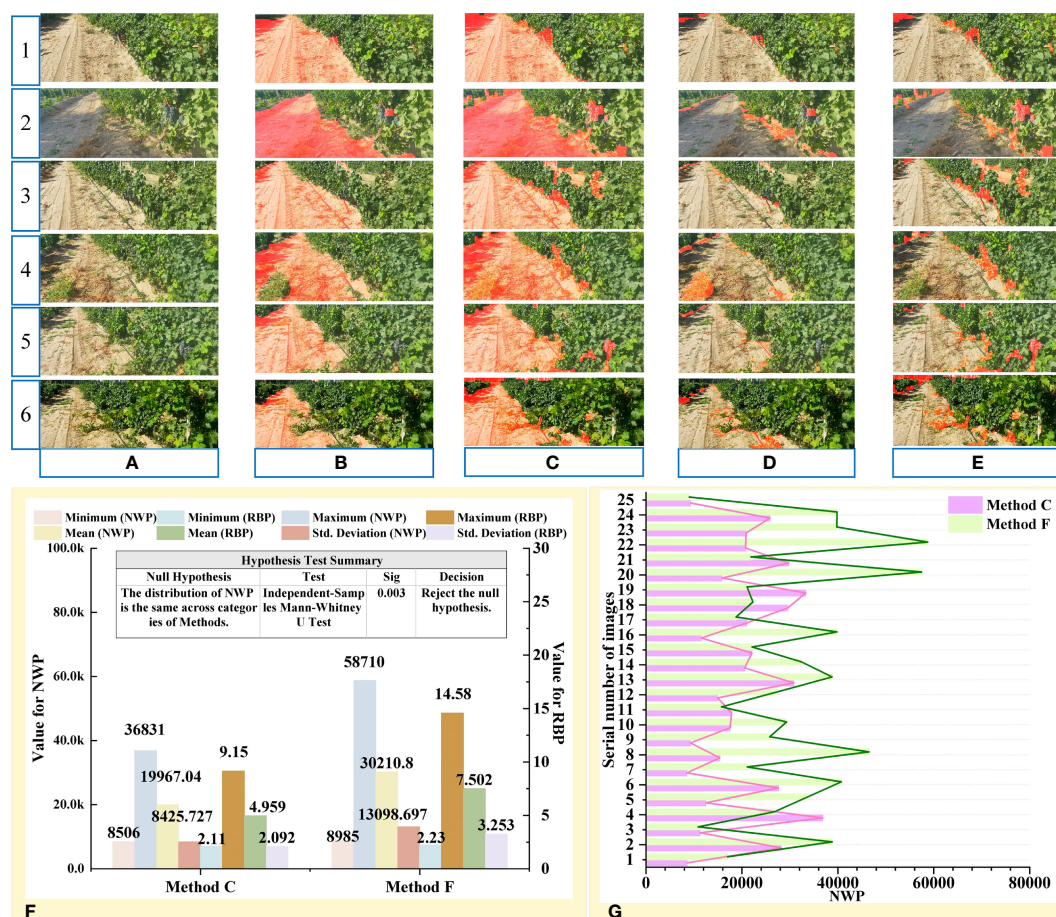 1
2
3
4
5
6
A B C D E
Minimum (NWP) Minimum (RBP) Maximum (NWP) Maximum (RBP)
Mean (NWP) Mean (RBP) Std. Deviation (NWP) Std. Deviation (RBP)
Hypothesis Test Summary
Null Hypothesis Test Sig Decision
The distribution of NWP Independent-Samp 0.003 Reject the null
is the same across categor les Mann-Whitney hypothesis.
ies of Methods. U Test
Value for NWP
100.0k
80.0k
60.0k
40.0k
20.0k
0.0
8506
36831
19967.04
8425.727
2.11
9.15
4.959
2.092
8985
58710
30210.8
13098.697
2.23
14.58
7.502
3.253
30
25
20
15
10
5
0
Value for RBP
Method C Method F
F
Method C
Method F
Serial number of images
25
24
23
22
21
20
19
18
17
16
15
14
13
12
11
10
9
8
7
6
5
4
3
2
1
0 20000 40000 60000 80000
NWP
G